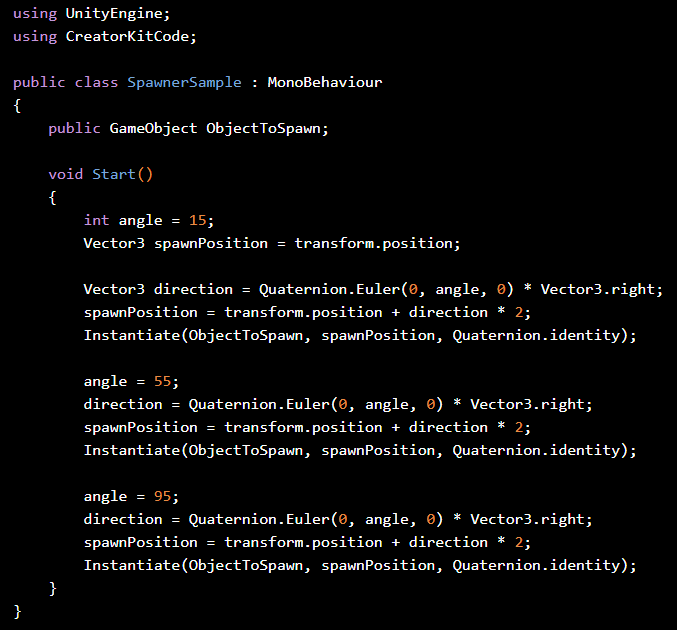 using UnityEngine;
using CreatorKitCode;

public class SpawnerSample : MonoBehaviour
{
    public GameObject ObjectToSpawn;

    void Start()
    {
        int angle = 15;
        Vector3 spawnPosition = transform.position;

        Vector3 direction = Quaternion.Euler(0, angle, 0) * Vector3.right;
        spawnPosition = transform.position + direction * 2;
        Instantiate(ObjectToSpawn, spawnPosition, Quaternion.identity);

        angle = 55;
        direction = Quaternion.Euler(0, angle, 0) * Vector3.right;
        spawnPosition = transform.position + direction * 2;
        Instantiate(ObjectToSpawn, spawnPosition, Quaternion.identity);

        angle = 95;
        direction = Quaternion.Euler(0, angle, 0) * Vector3.right;
        spawnPosition = transform.position + direction * 2;
        Instantiate(ObjectToSpawn, spawnPosition, Quaternion.identity);
    }
}